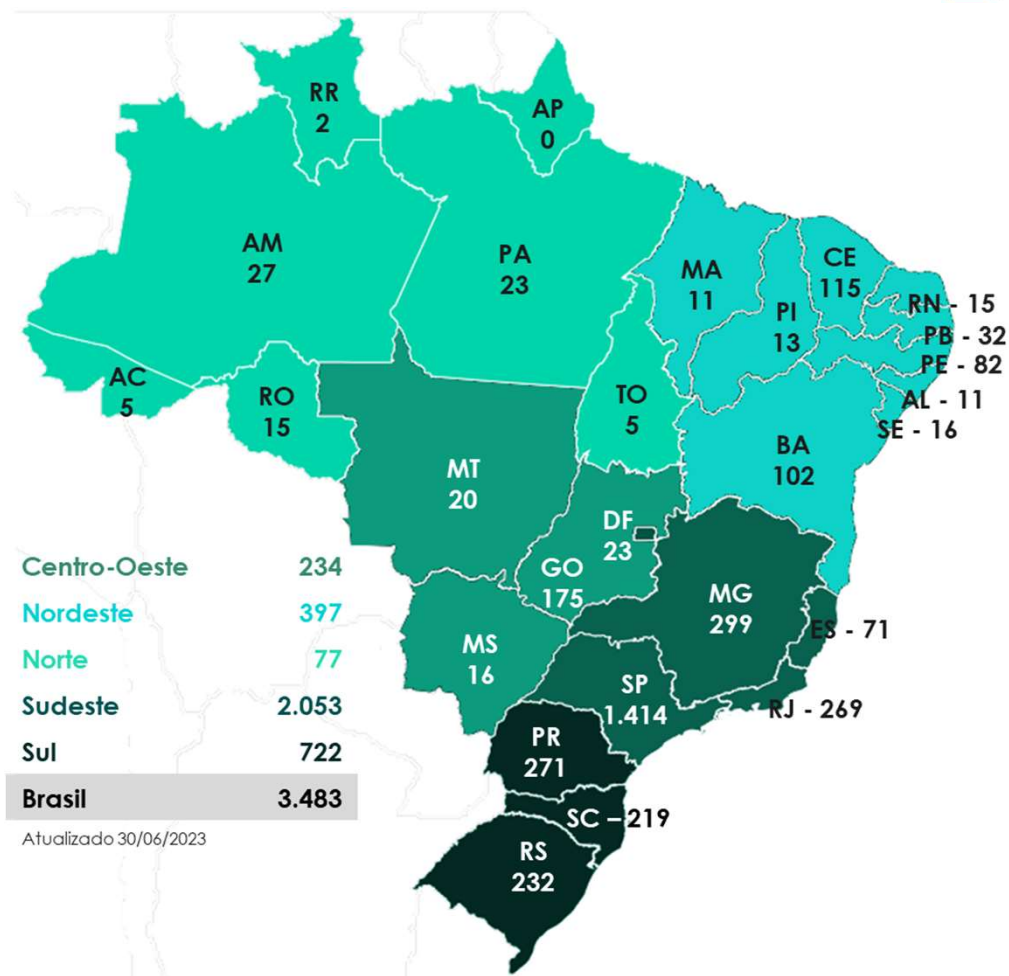 RR
2
AP
0
AM
27
PA
23
MA
11
CE
115
PI
13
RN - 15
PB - 32
PE - 82
AL - 11
SE - 16
AC
5
RO
15
TO
5
BA
102
MT
20
DF
23
GO
175
MG
299
ES - 71
MS
16
SP
1.414
RJ - 269
PR
271
SC – 219
RS
232
Centro-Oeste 234
Nordeste 397
Norte 77
Sudeste 2.053
Sul 722
Brasil 3.483
Atualizado 30/06/2023